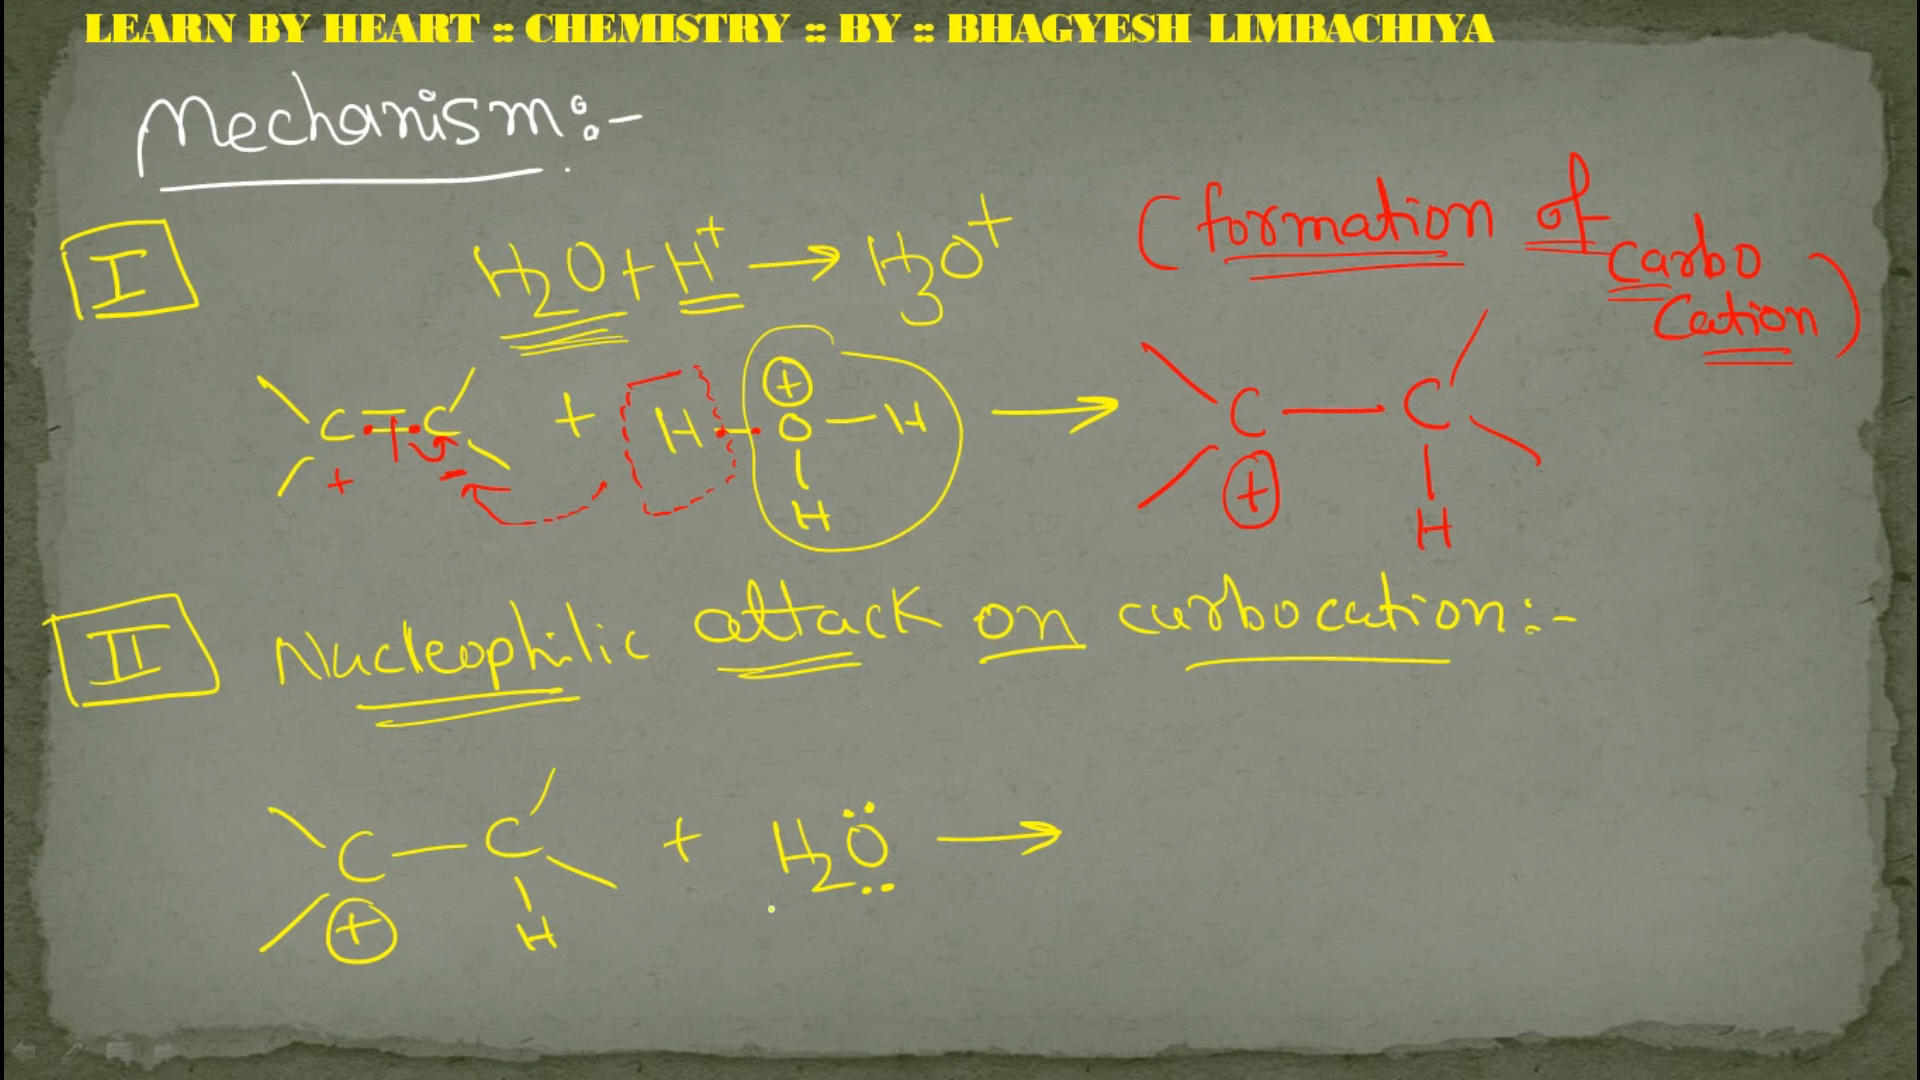 LEARN BY HEART :: CHEMISTRY :: BY :: BHAGYESH LIMBACHIYA
Mechanism:-
I
H2O + H+ → H3O+
(formation of carbo cation)
C = C + H - O - H → C — C
+ - + H + H
II Nucleophilic attack on carbocation:-
C — C + H2O →
+ H